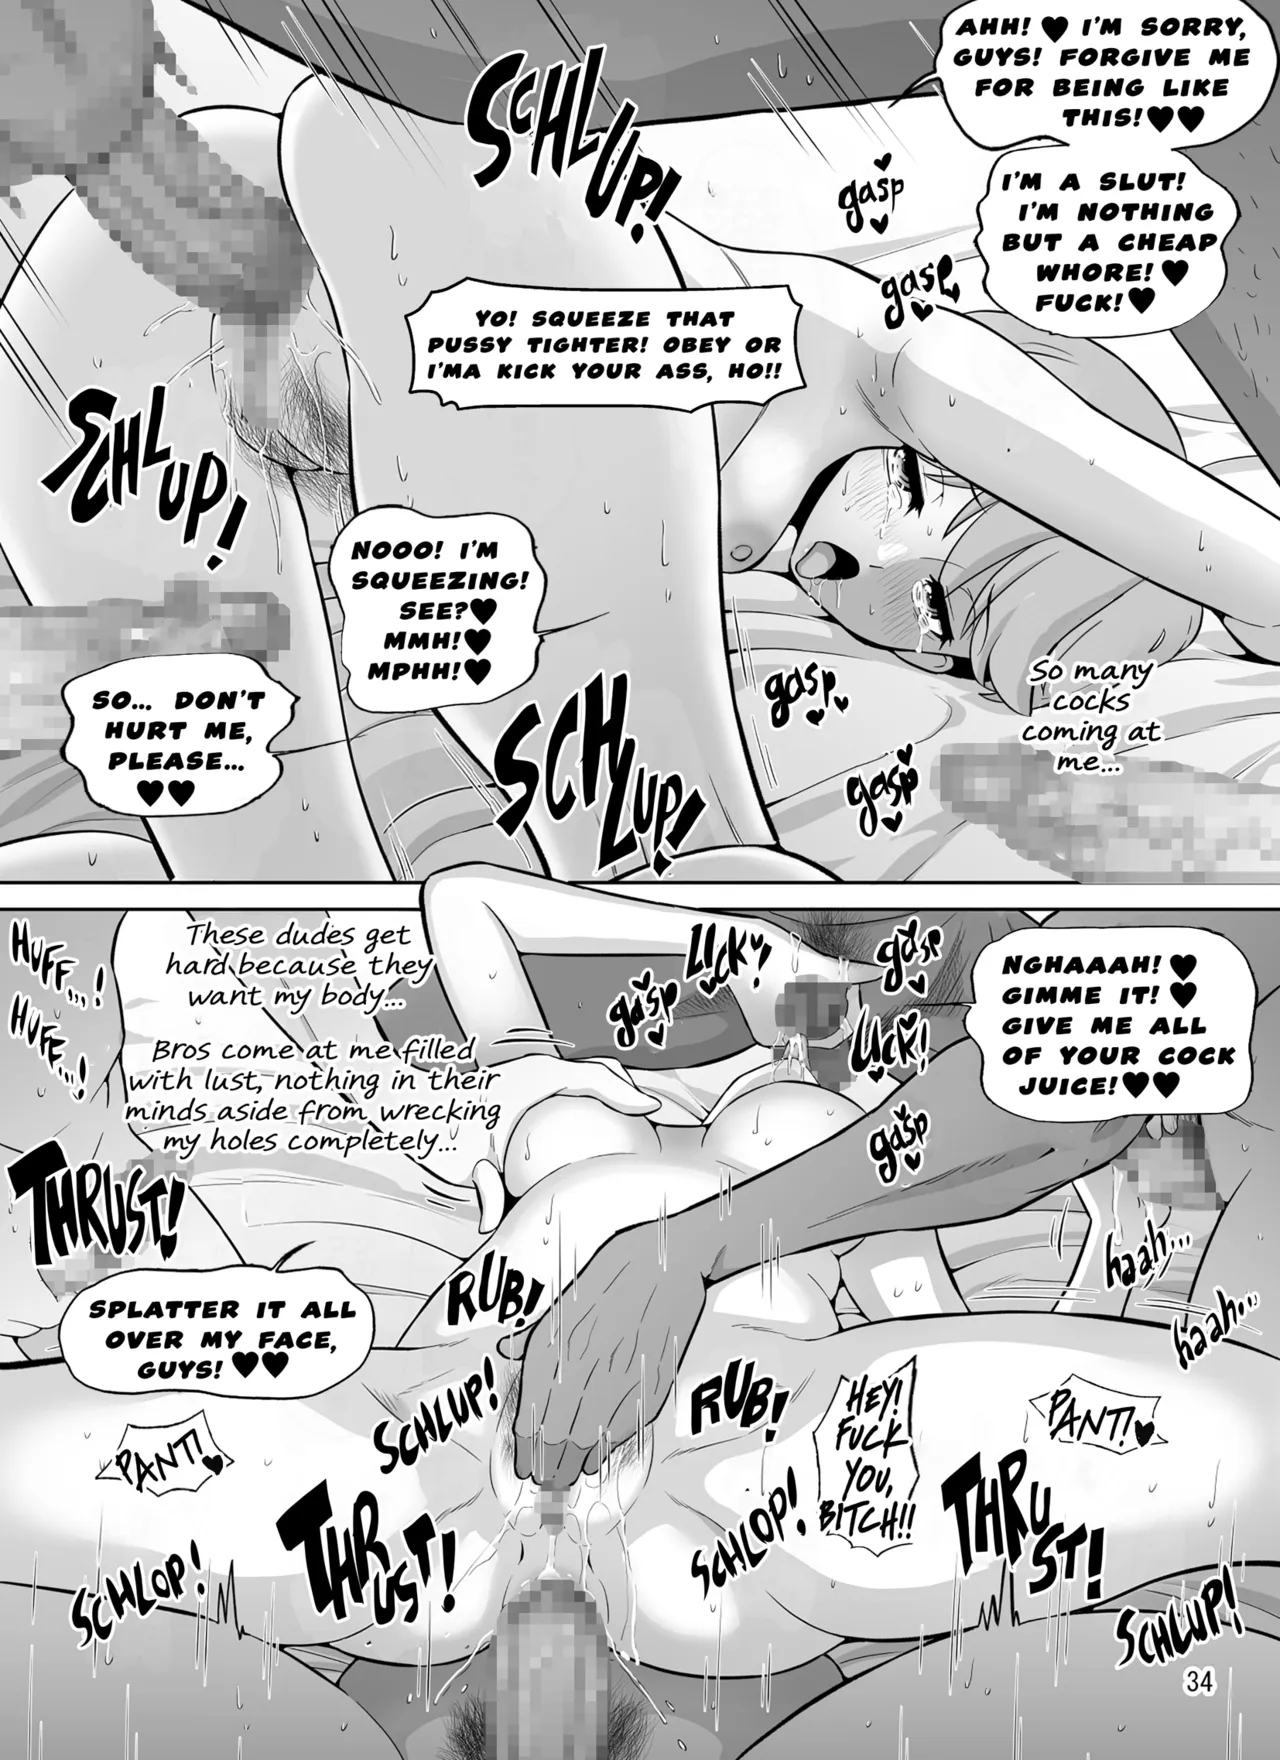 AHH! ♥ I'M SORRY,
GUYS! FORGIVE ME
FOR BEING LIKE
THIS! ♥♥
I'M A SLUT!
I'M NOTHING
BUT A CHEAP
WHORE! ♥
FUCK! ♥
SCHLUP!
gasp
gasp
YO! SQUEEZE THAT
PUSSY TIGHTER! OBEY OR
I'MA KICK YOUR ASS, HO!!
SCHLUP!
NOOO! I'M
SQUEEZING!
SEE? ♥
MMH! ♥
MPHH! ♥
SO... DON'T
HURT ME,
PLEASE...
♥♥
SCHLUP!
gasp
gasp
So many
cocks
coming at
me...
HUFF...!
HUFF...!
These dudes get
hard because they
want my body...
Bros come at me filled
with lust, nothing in their
minds aside from wrecking
my holes completely...
gasp
LICK!
gasp
LICK!
gasp
NGHAAAH! ♥
GIMME IT! ♥
GIVE ME ALL
OF YOUR COCK
JUICE! ♥♥
THRUST!
RUB!
haah...
haah...
SPLATTER IT ALL
OVER MY FACE,
GUYS! ♥♥
SCHLUP!
RUB!
HEY!
FUCK
YOU,
BITCH!!
PANT! ♥
PANT! ♥
THRUST!
SCHLOP!
THRUST!
SCHLOP!
SCHLUP!
34